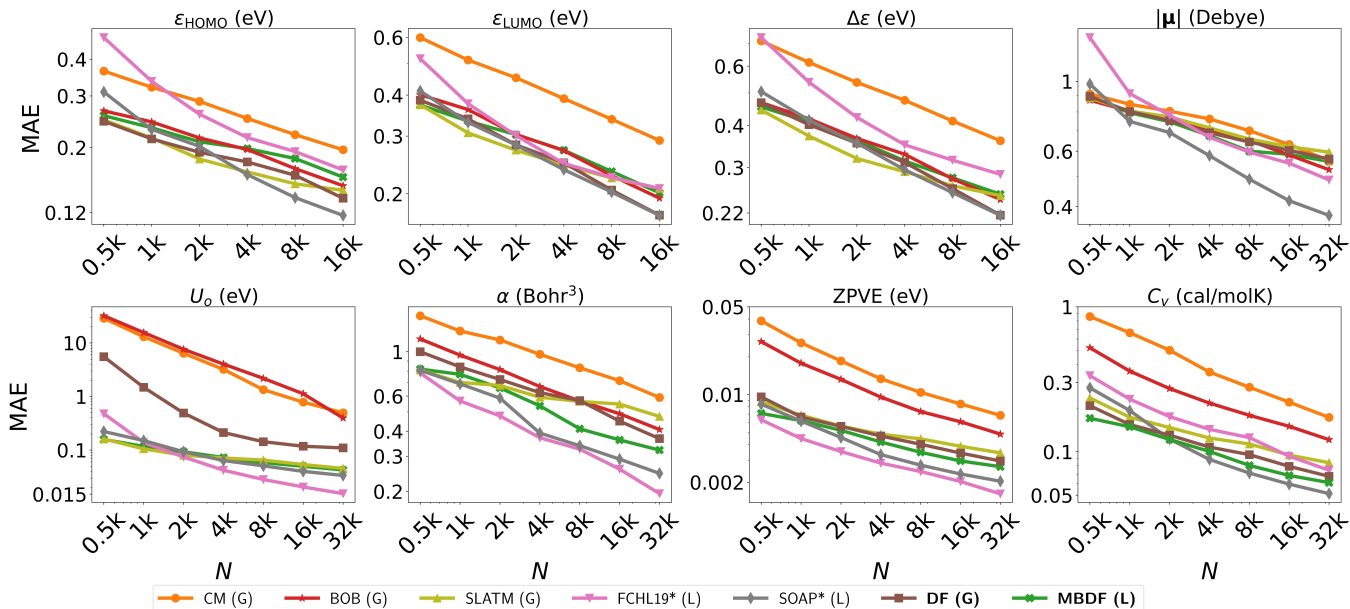 ε_HOMO (eV)
ε_LUMO (eV)
Δε (eV)
|μ| (Debye)
MAE
0.4
0.3
0.2
0.12
0.5k 1k 2k 4k 8k 16k
0.6
0.4
0.3
0.2
0.5k 1k 2k 4k 8k 16k
0.6
0.4
0.3
0.22
0.5k 1k 2k 4k 8k 16k
1
0.6
0.4
0.5k 1k 2k 4k 8k 16k 32k
U_o (eV)
α (Bohr³)
ZPVE (eV)
C_v (cal/molK)
MAE
10
1
0.1
0.015
0.5k 1k 2k 4k 8k 16k 32k
N
1
0.6
0.4
0.3
0.2
0.5k 1k 2k 4k 8k 16k 32k
N
0.05
0.01
0.002
0.5k 1k 2k 4k 8k 16k 32k
N
1
0.3
0.1
0.05
0.5k 1k 2k 4k 8k 16k 32k
N
CM (G) BOB (G) SLATM (G) FCHL19* (L) SOAP* (L) DF (G) MBDF (L)